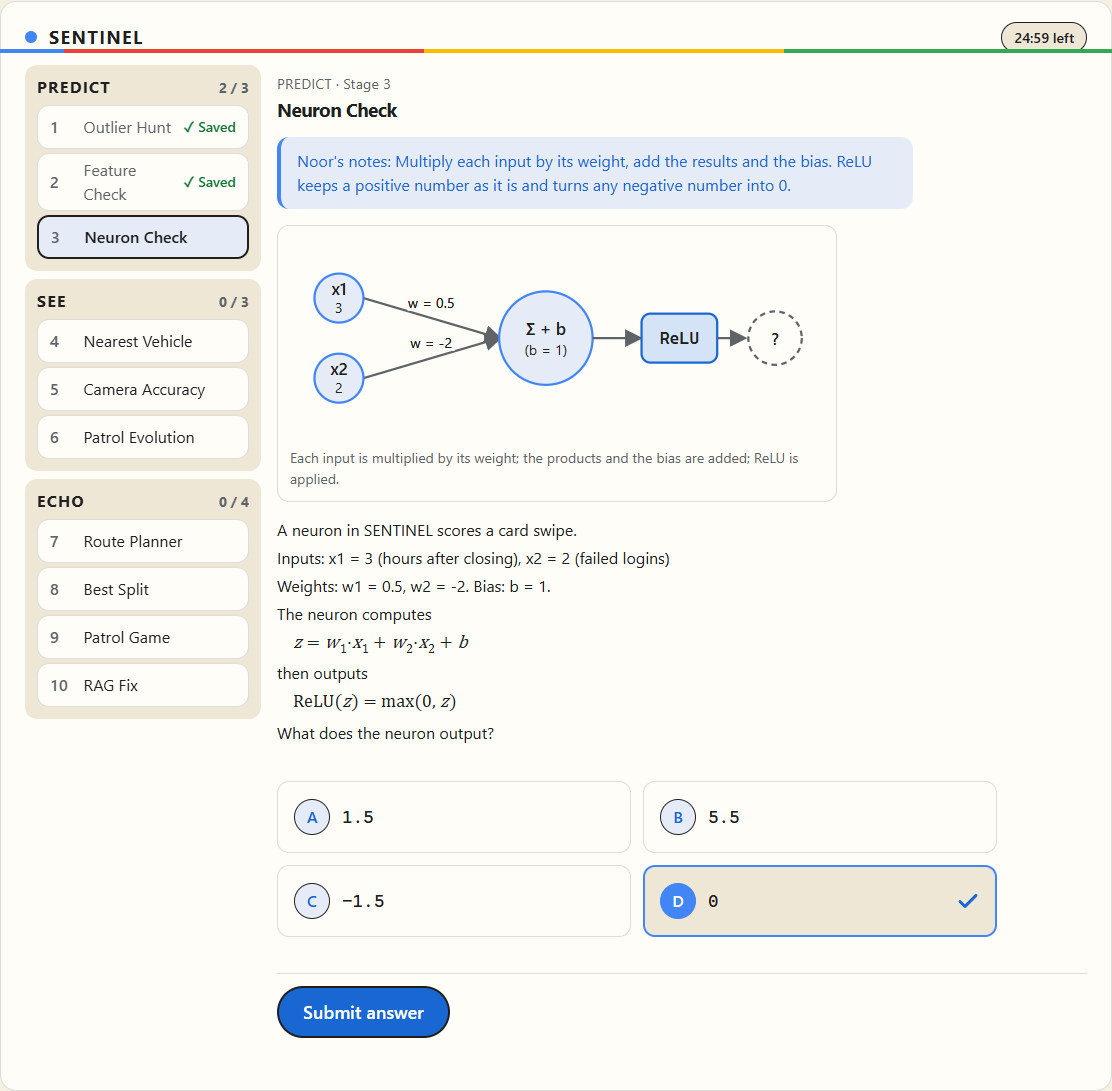 SENTINEL
24:59 left
PREDICT 2 / 3
1 Outlier Hunt ✓ Saved
2 Feature Check ✓ Saved
3 Neuron Check
SEE 0 / 3
4 Nearest Vehicle
5 Camera Accuracy
6 Patrol Evolution
ECHO 0 / 4
7 Route Planner
8 Best Split
9 Patrol Game
10 RAG Fix
PREDICT · Stage 3
Neuron Check
Noor's notes: Multiply each input by its weight, add the results and the bias. ReLU
keeps a positive number as it is and turns any negative number into 0.
x1
3
w = 0.5
x2
2
w = -2
Σ + b
(b = 1)
ReLU
?
Each input is multiplied by its weight; the products and the bias are added; ReLU is
applied.
A neuron in SENTINEL scores a card swipe.
Inputs: x1 = 3 (hours after closing), x2 = 2 (failed logins)
Weights: w1 = 0.5, w2 = -2. Bias: b = 1.
The neuron computes
z = w₁·x₁ + w₂·x₂ + b
then outputs
ReLU(z) = max(0, z)
What does the neuron output?
A 1.5
B 5.5
C −1.5
D 0
Submit answer